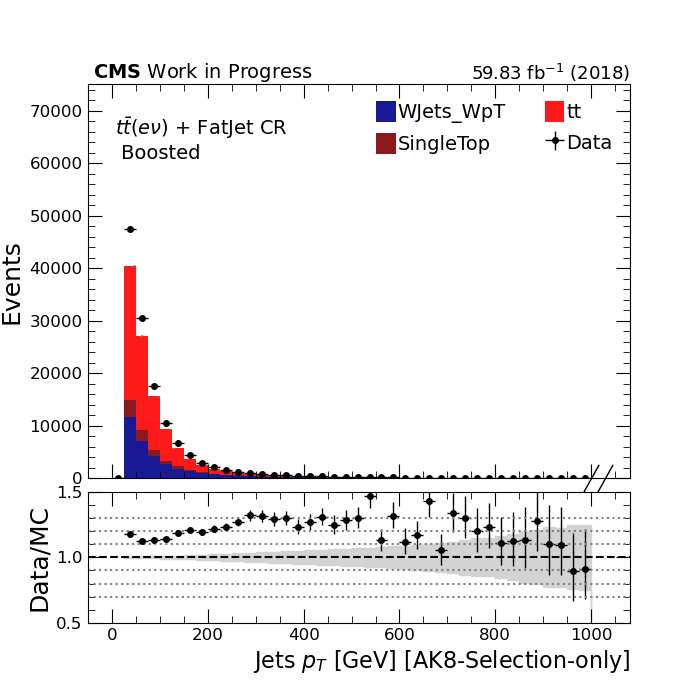 CMS Work in Progress 59.83 fb⁻¹ (2018)
tt̄(eν) + FatJet CR
Boosted
WJets_WpT tt
SingleTop Data
Events
70000
60000
50000
40000
30000
20000
10000
0
Data/MC
1.5
1.0
0.5
0 200 400 600 800 1000
Jets p_T [GeV] [AK8-Selection-only]